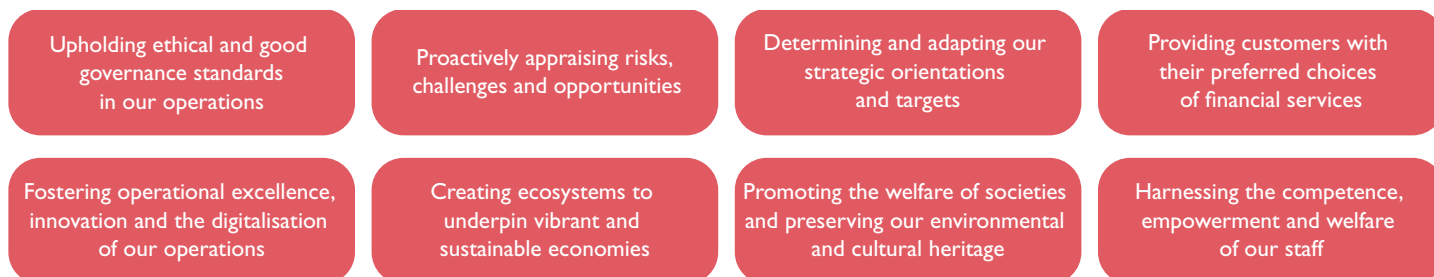 Upholding ethical and good
governance standards
in our operations
Proactively appraising risks,
challenges and opportunities
Determining and adapting our
strategic orientations
and targets
Providing customers with
their preferred choices
of financial services
Fostering operational excellence,
innovation and the digitalisation
of our operations
Creating ecosystems to
underpin vibrant and
sustainable economies
Promoting the welfare of societies
and preserving our environmental
and cultural heritage
Harnessing the competence,
empowerment and welfare
of our staff